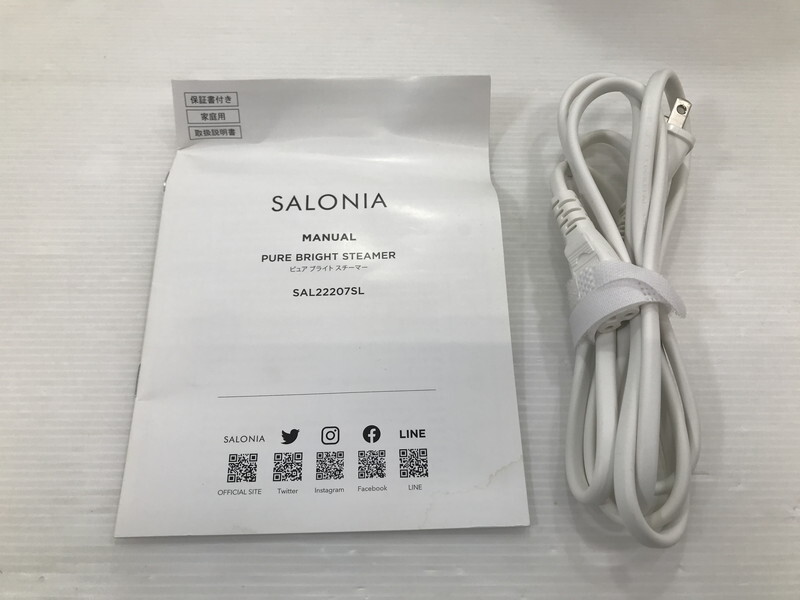 保証書付き
家庭用
取扱説明書
SALONIA
MANUAL
PURE BRIGHT STEAMER
ピュア ブライト スチーマー
SAL22207SL
SALONIA
LINE
OFFICIAL SITE
Twitter
Instagram
Facebook
LINE